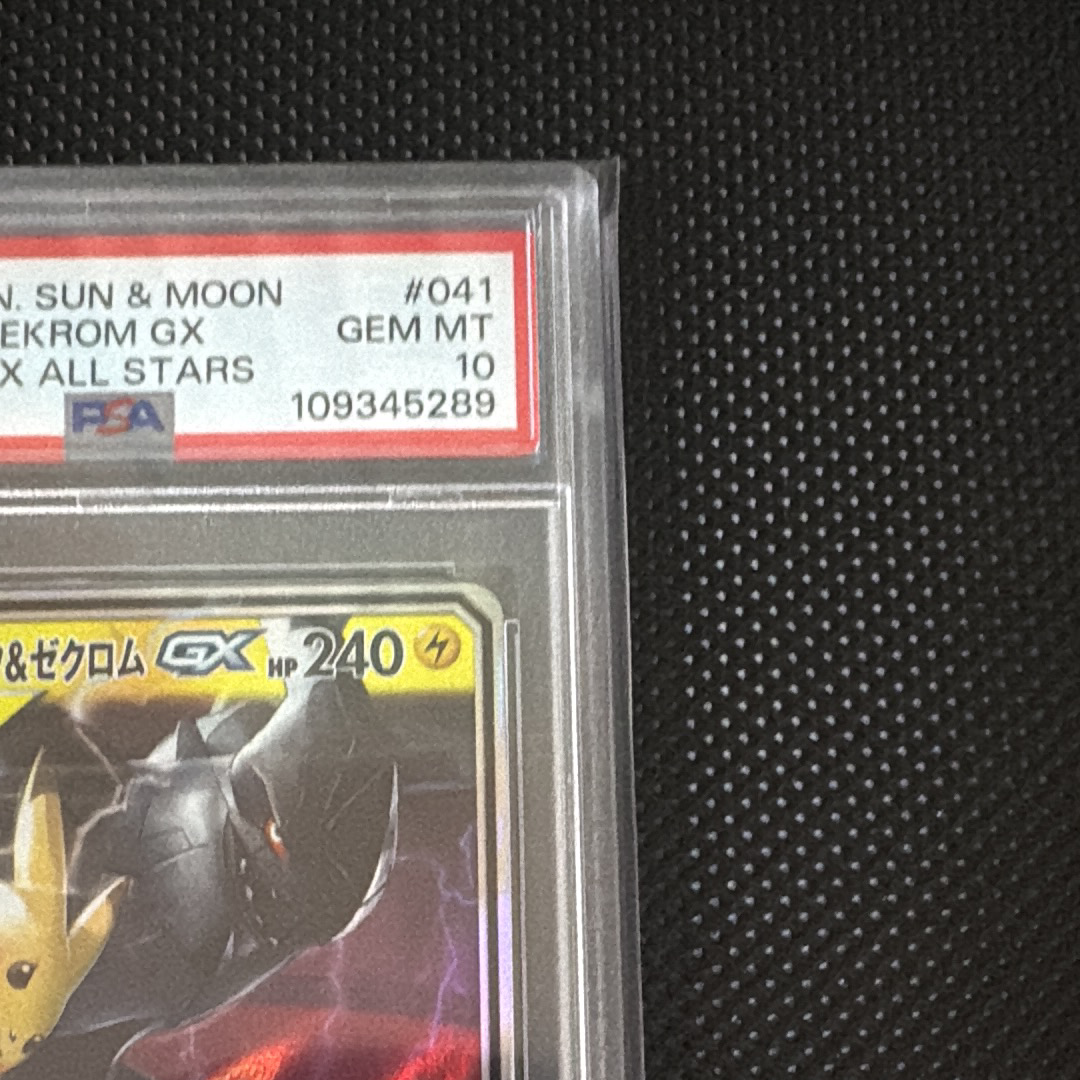 N. SUN & MOON #041
EKROM GX GEM MT
X ALL STARS 10
PSA 109345289
&ゼクロム GX HP 240